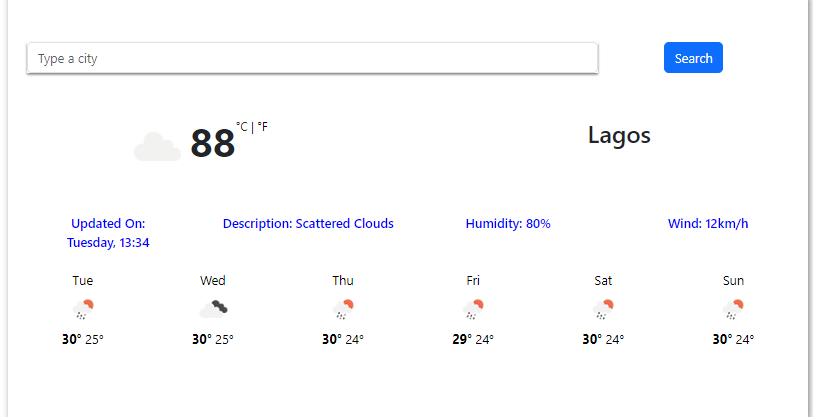 Type a city
Search
88 °C | °F
Lagos
Updated On:
Tuesday, 13:34
Description: Scattered Clouds
Humidity: 80%
Wind: 12km/h
Tue Wed Thu Fri Sat Sun
30° 25° 30° 25° 30° 24° 29° 24° 30° 24° 30° 24°